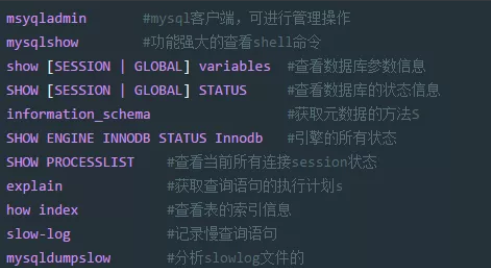 msyqladmin #mysql客户端，可进行管理操作
mysqlshow #功能强大的查看shell命令
show [SESSION | GLOBAL] variables #查看数据库参数信息
SHOW [SESSION | GLOBAL] STATUS #查看数据库的状态信息
information_schema #获取元数据的方法S
SHOW ENGINE INNODB STATUS Innodb #引擎的所有状态
SHOW PROCESSLIST #查看当前所有连接session状态
explain #获取查询语句的执行计划s
how index #查看表的索引信息
slow-log #记录慢查询语句
mysqldumpslow #分析slowlog文件的